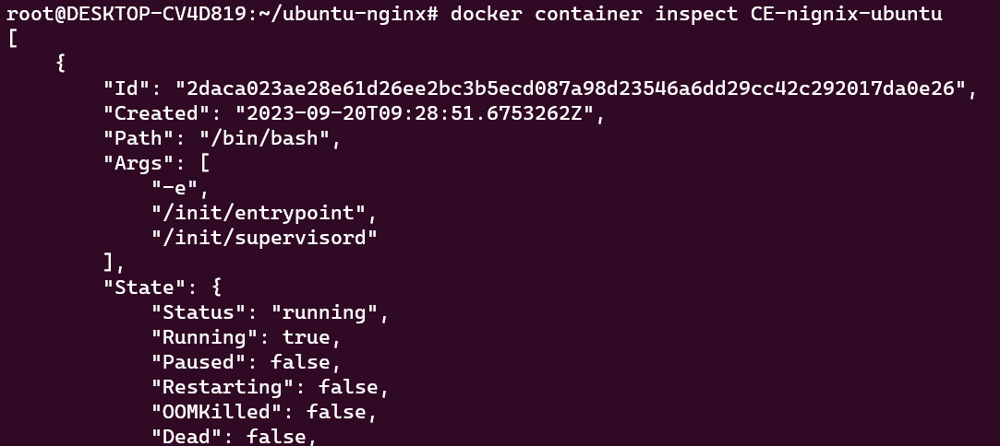 root@DESKTOP-CV4D819:~/ubuntu-nginx# docker container inspect CE-nignix-ubuntu
[
    {
        "Id": "2daca023ae28e61d26ee2bc3b5ecd087a98d23546a6dd29cc42c292017da0e26",
        "Created": "2023-09-20T09:28:51.6753262Z",
        "Path": "/bin/bash",
        "Args": [
            "-e",
            "/init/entrypoint",
            "/init/supervisord"
        ],
        "State": {
            "Status": "running",
            "Running": true,
            "Paused": false,
            "Restarting": false,
            "OOMKilled": false,
            "Dead": false,